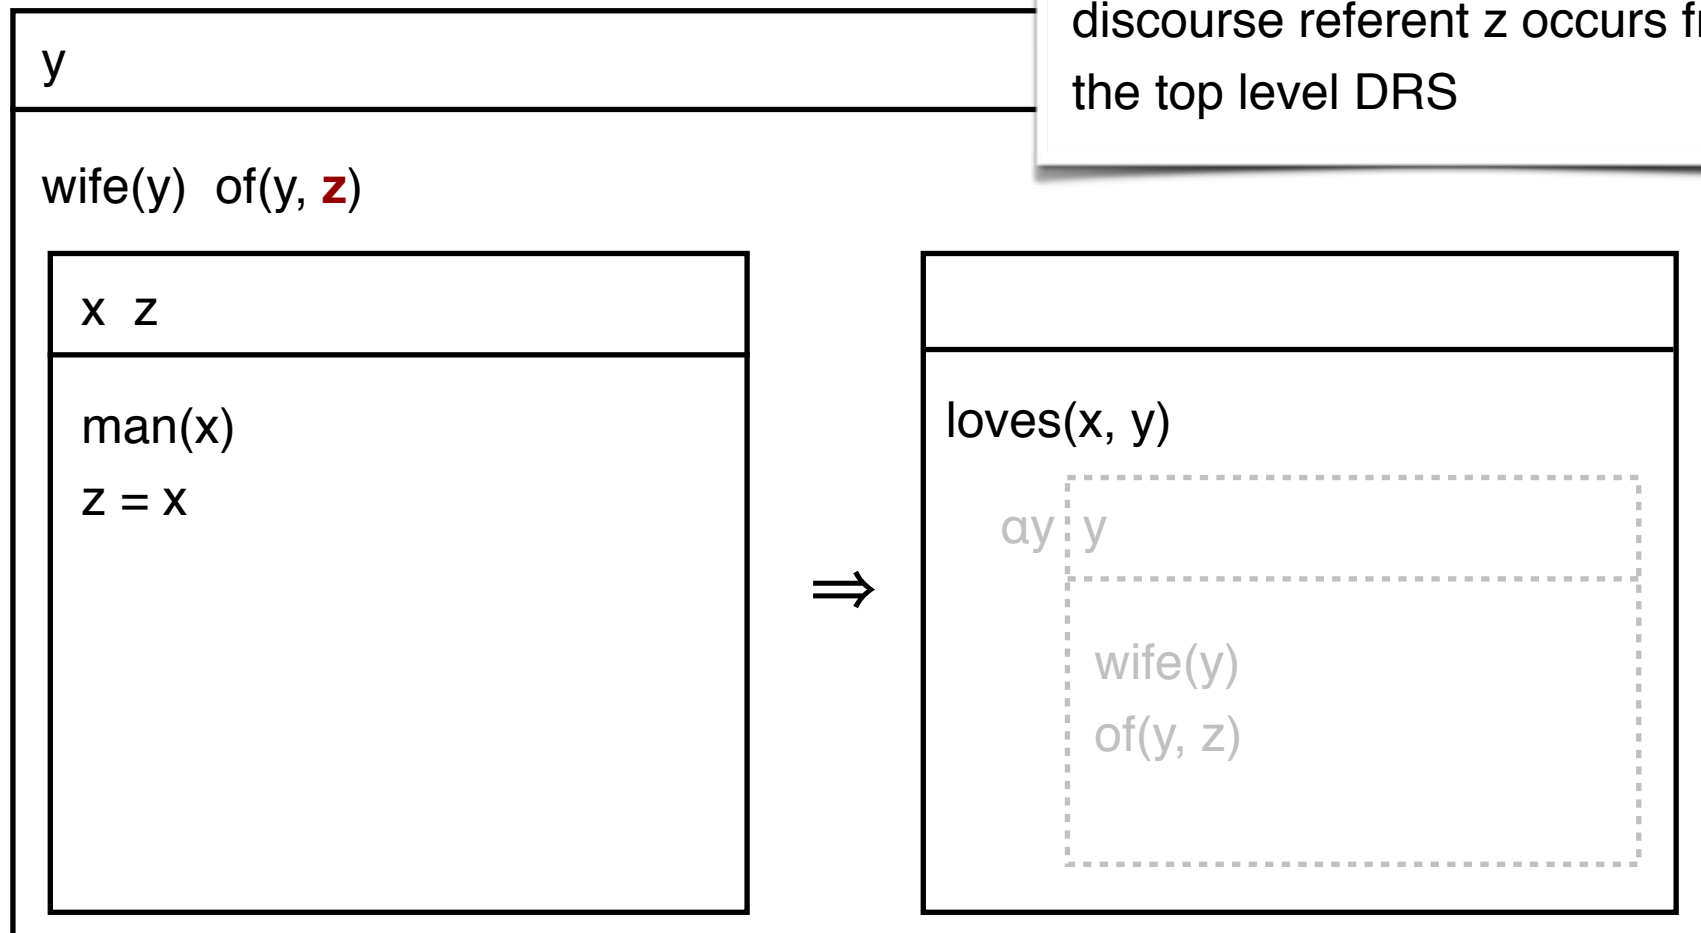 discourse referent z occurs
the top level DRS
y
wife(y) of(y, z)
x z
man(x)
z = x
⇒
loves(x, y)
αy y
wife(y)
of(y, z)